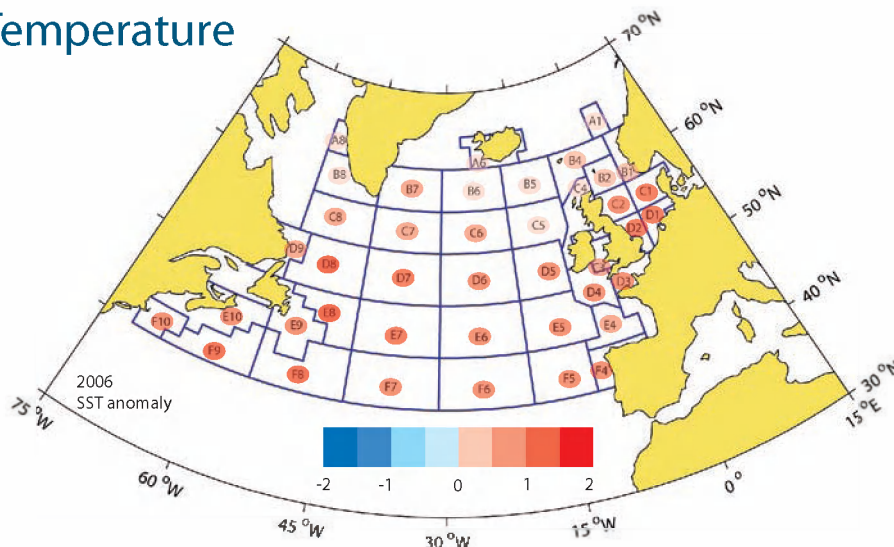 Temperature
70 °N
A1
60 °N
A8
A6
B4
B8
B7
B6
B5
C4
B2
B1
C1
50 °N
C8
C7
C6
C5
C2
D1
D2
D9
D8
D7
D6
D5
D4
D3
40 °N
F10
E10
E9
E8
E7
E6
E5
E4
F9
F8
F7
F6
F5
F4
30 °N
15 °E
2006
SST anomaly
75 °W
-2
-1
0
1
2
60 °W
45 °W
30 °W
15 °W
0 °